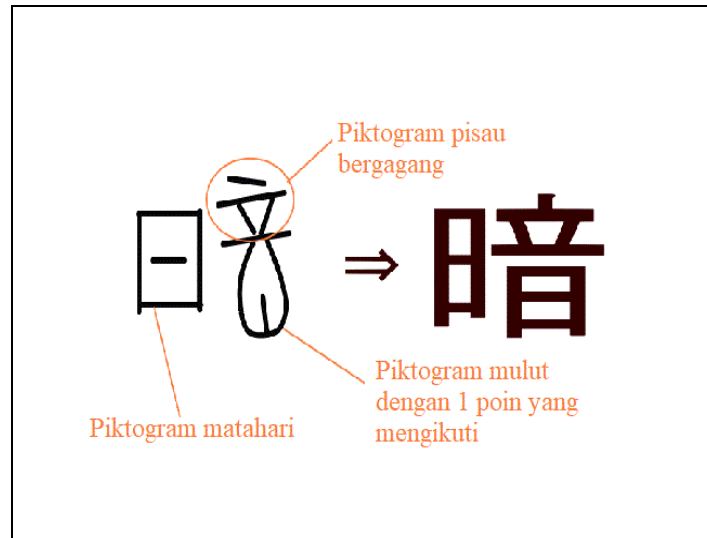 Piktogram pisau
bergagang
⇒ 暗
Piktogram mulut
dengan 1 poin yang
mengikuti
Piktogram matahari